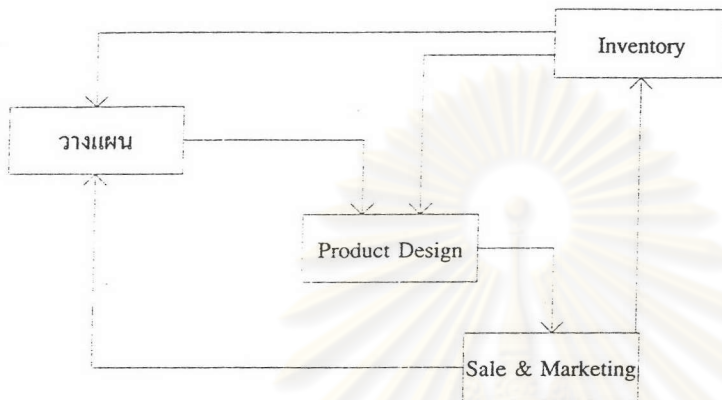 Inventory
วางแผน
Product Design
Sale & Marketing